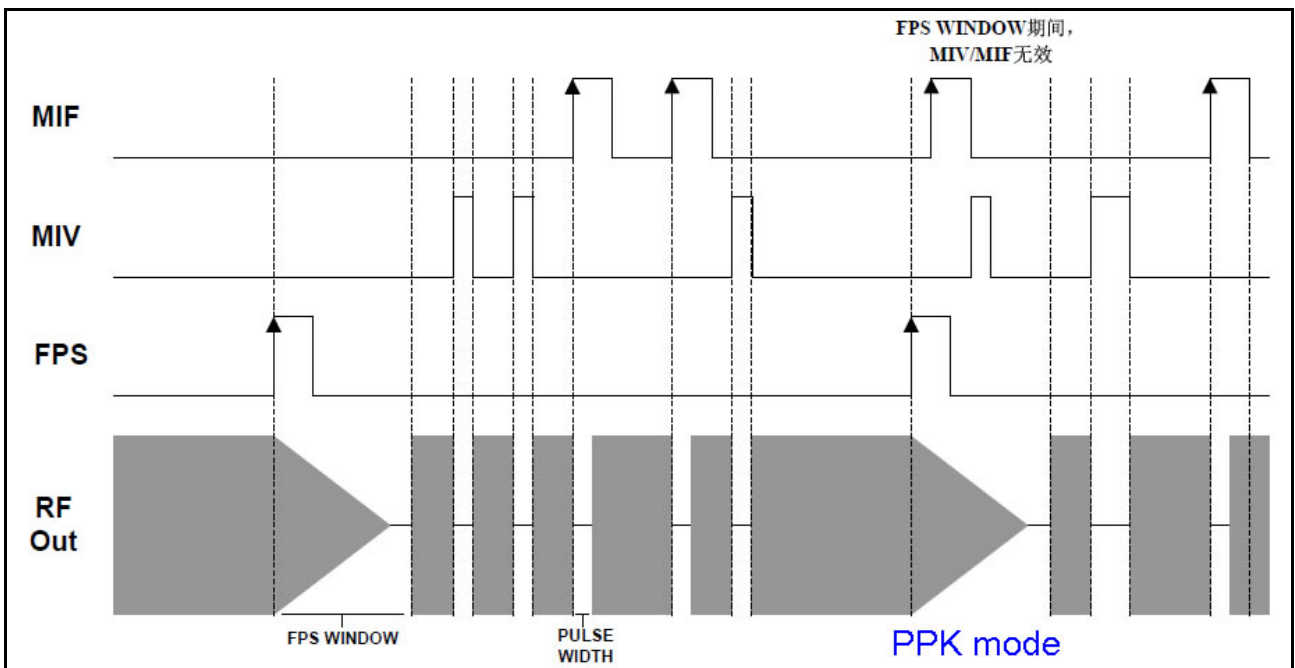 FPS WINDOW期间，
MIV/MIF无效
MIF
MIV
FPS
RF
Out
FPS WINDOW
PULSE
WIDTH
PPK mode